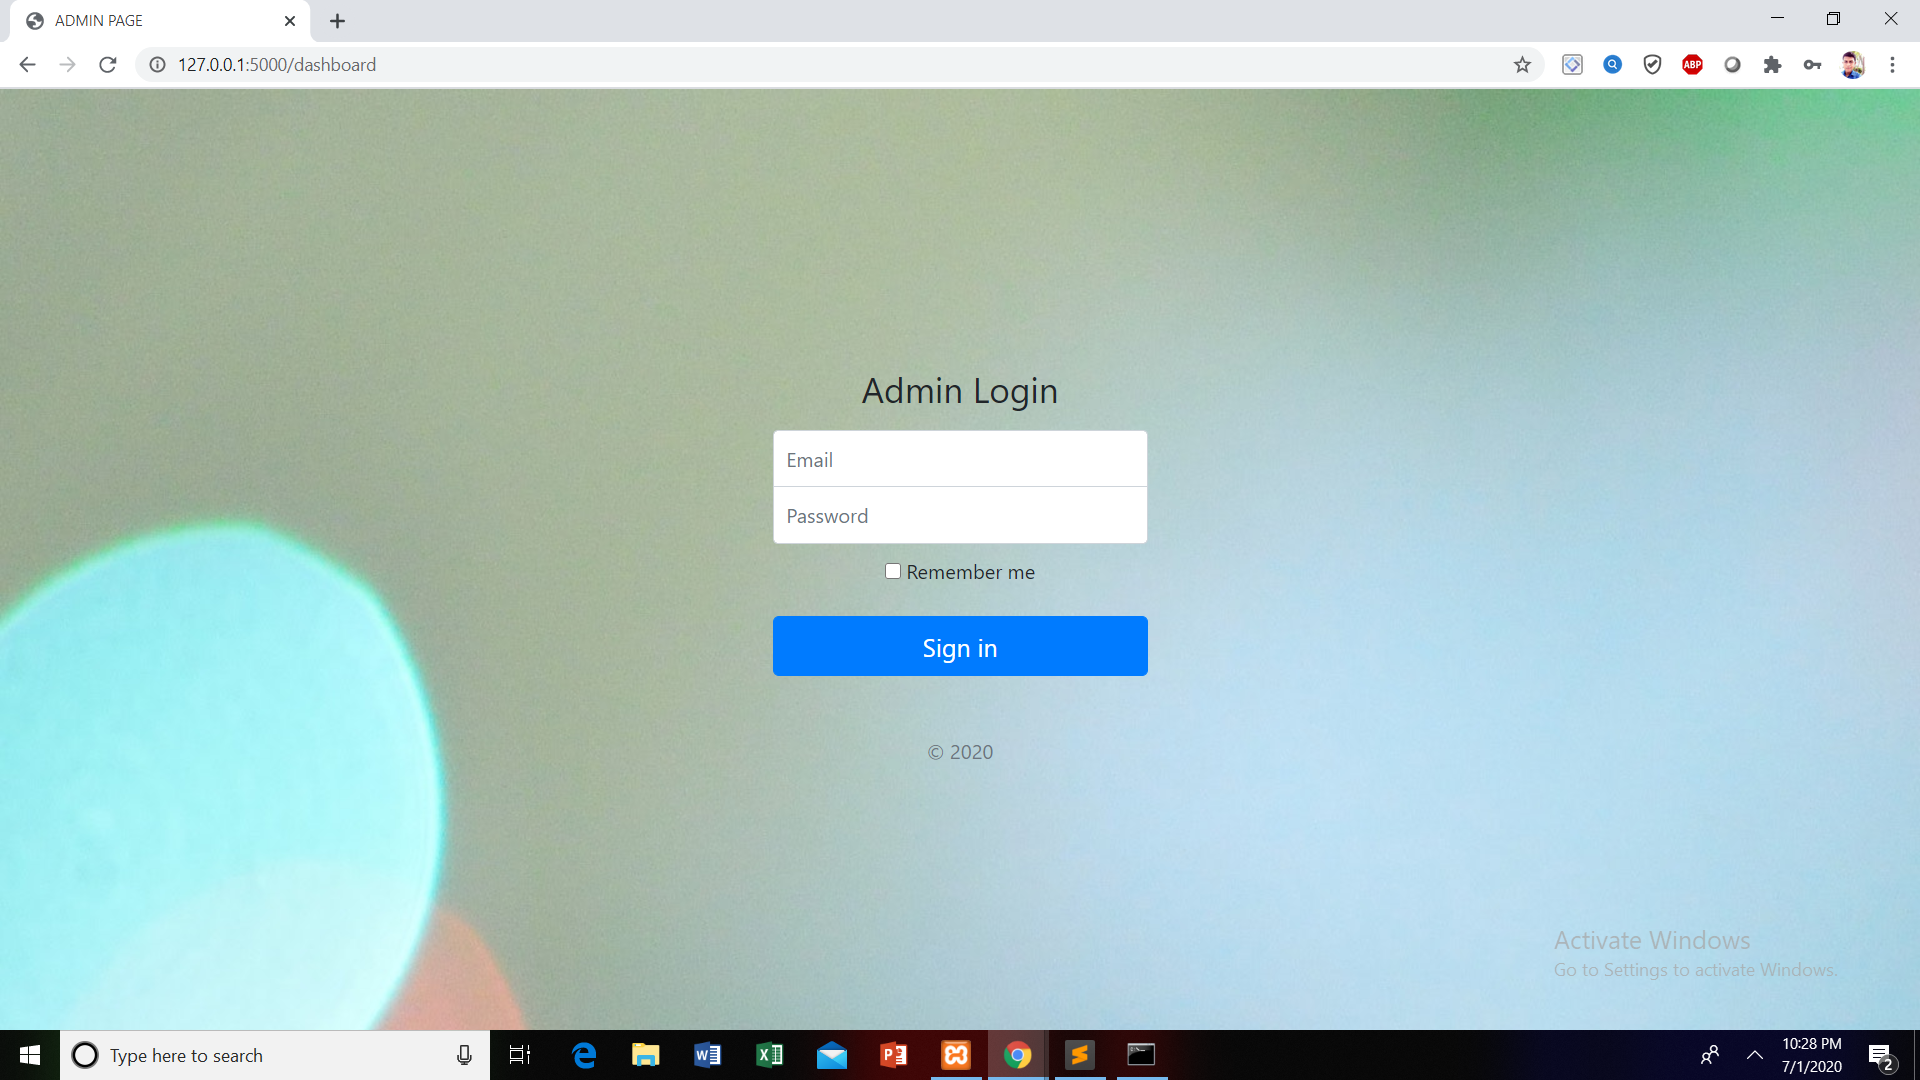 ADMIN PAGE
127.0.0.1:5000/dashboard
ABP
Admin Login
Email
Password
Remember me
Sign in
© 2020
Activate Windows
Go to Settings to activate Windows.
Type here to search
10:28 PM
7/1/2020
2